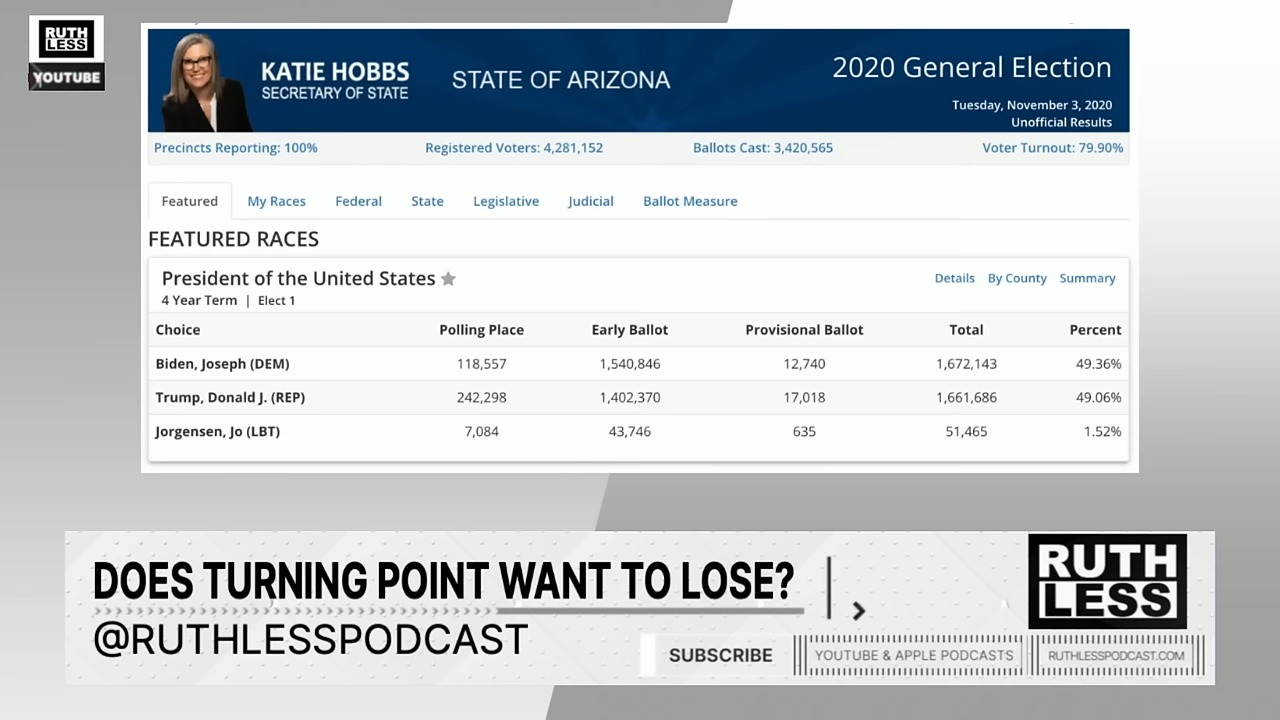 RUTH
LESS
YOUTUBE
KATIE HOBBS
SECRETARY OF STATE
STATE OF ARIZONA
2020 General Election
Tuesday, November 3, 2020
Unofficial Results
Precincts Reporting: 100% Registered Voters: 4,281,152 Ballots Cast: 3,420,565 Voter Turnout: 79.90%
Featured My Races Federal State Legislative Judicial Ballot Measure
FEATURED RACES
President of the United States
Details By County Summary
4 Year Term | Elect 1
Choice Polling Place Early Ballot Provisional Ballot Total Percent
Biden, Joseph (DEM) 118,557 1,540,846 12,740 1,672,143 49.36%
Trump, Donald J. (REP) 242,298 1,402,370 17,018 1,661,686 49.06%
Jorgensen, Jo (LBT) 7,084 43,746 635 51,465 1.52%
DOES TURNING POINT WANT TO LOSE?
@RUTHLESSPODCAST
RUTH
LESS
SUBSCRIBE YOUTUBE & APPLE PODCASTS RUTHLESSPODCAST.COM